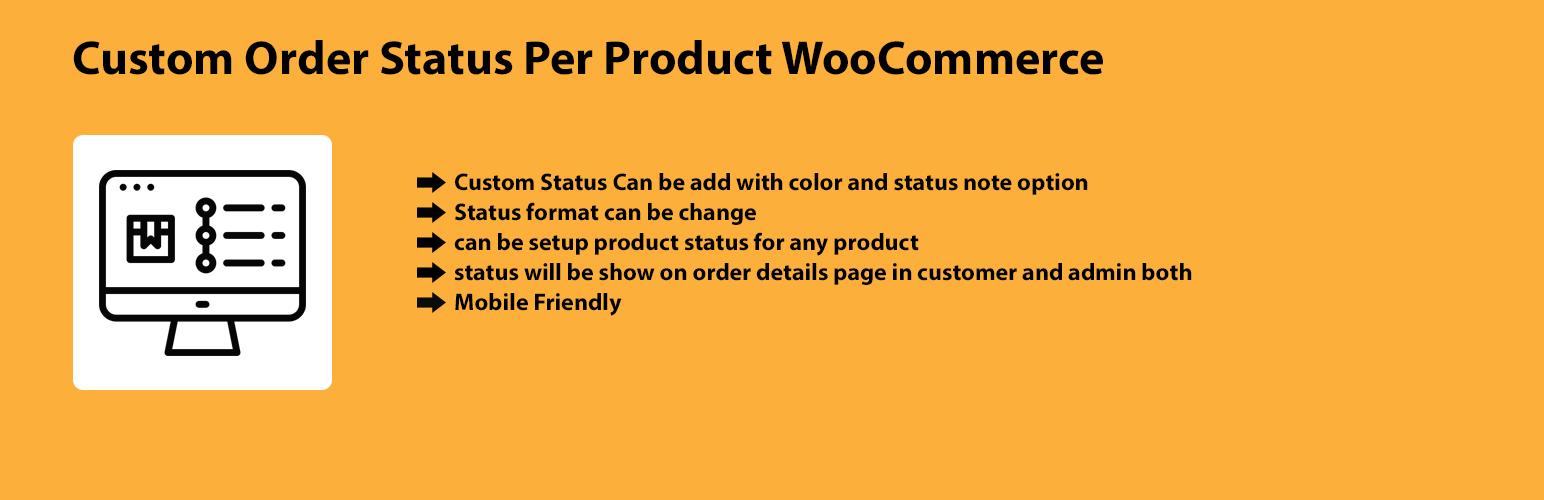 Custom Order Status Per Product WooCommerce
Custom Status Can be add with color and status note option
Status format can be change
can be setup product status for any product
status will be show on order details page in customer and admin both
Mobile Friendly